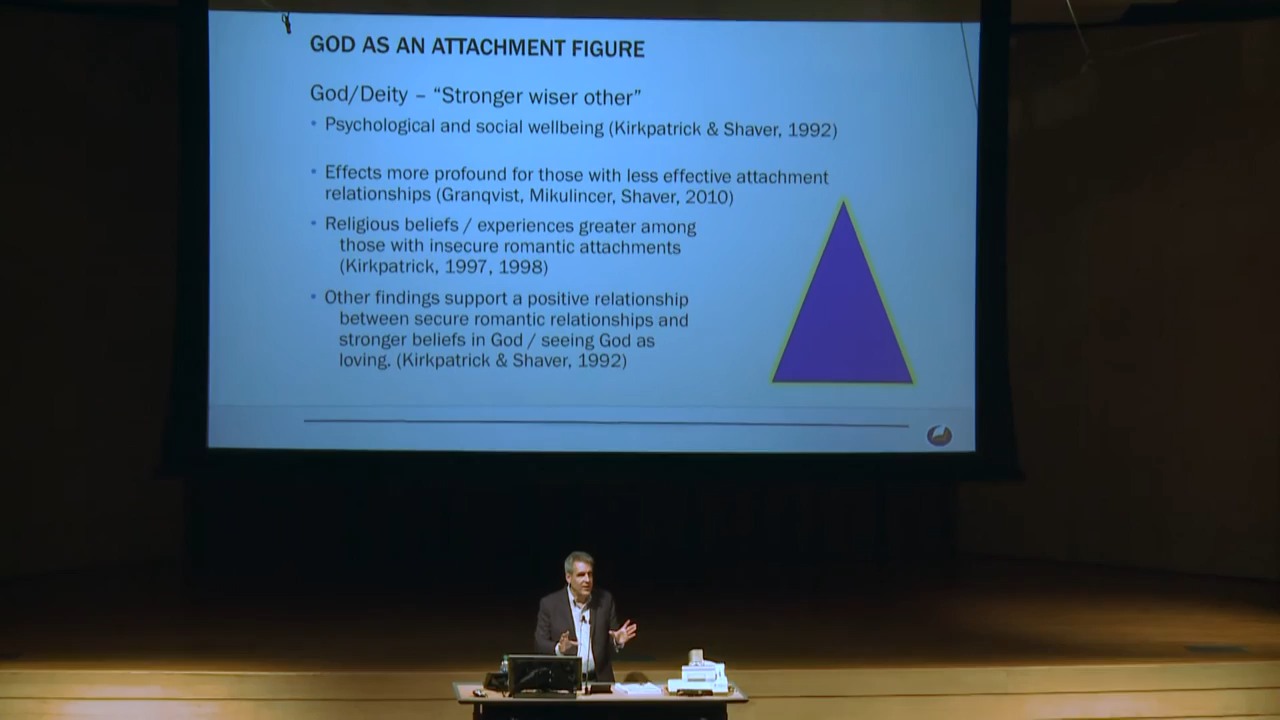 GOD AS AN ATTACHMENT FIGURE
God/Deity – “Stronger wiser other”
• Psychological and social wellbeing (Kirkpatrick & Shaver, 1992)
• Effects more profound for those with less effective attachment
relationships (Granqvist, Mikulincer, Shaver, 2010)
• Religious beliefs / experiences greater among
those with insecure romantic attachments
(Kirkpatrick, 1997, 1998)
• Other findings support a positive relationship
between secure romantic relationships and
stronger beliefs in God / seeing God as
loving. (Kirkpatrick & Shaver, 1992)